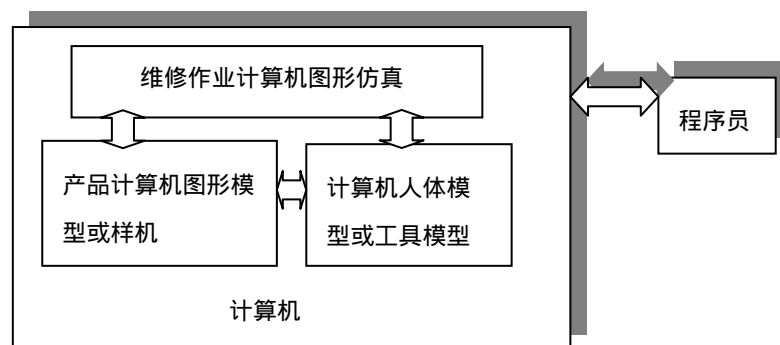 维修作业计算机图形仿真
程序员
产品计算机图形模
型或样机
计算机人体模
型或工具模型
计算机